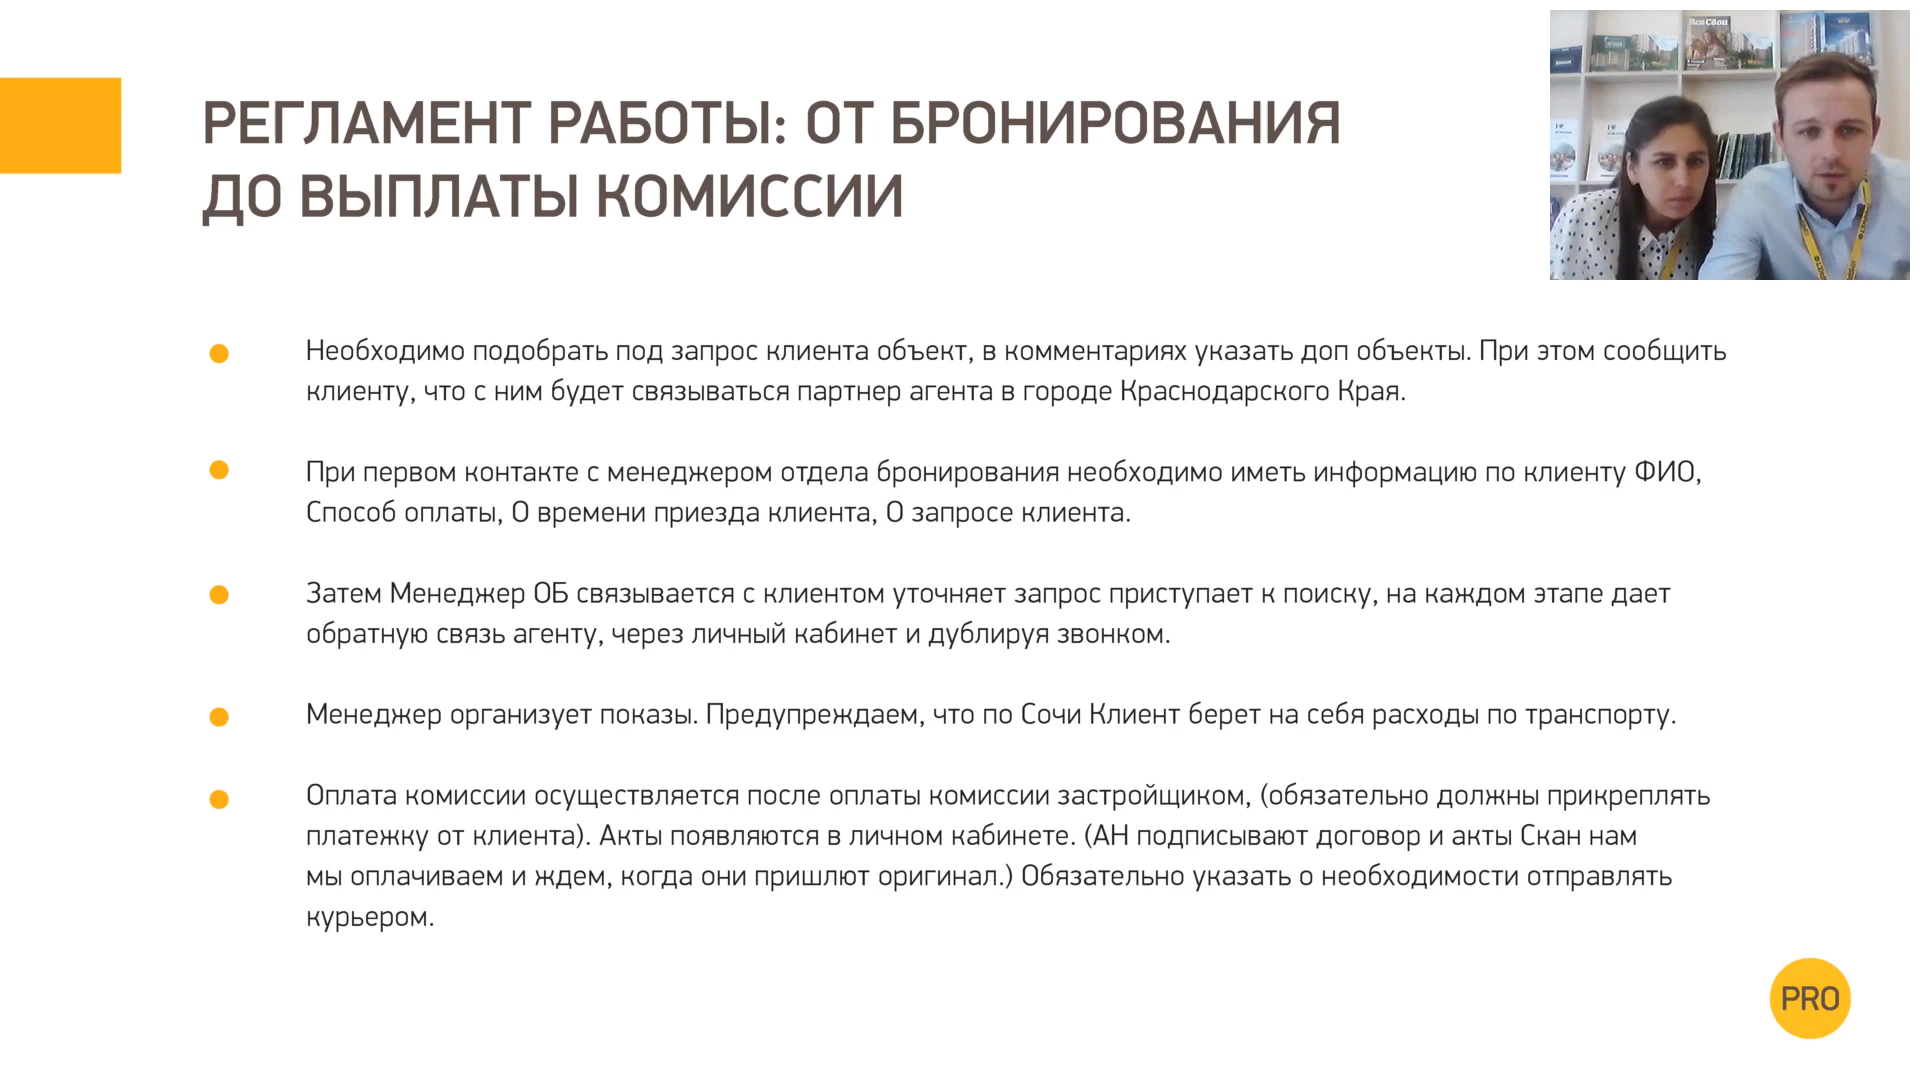 РЕГЛАМЕНТ РАБОТЫ: ОТ БРОНИРОВАНИЯ
ДО ВЫПЛАТЫ КОМИССИИ
Все Свои
Необходимо подобрать под запрос клиента объект, в комментариях указать доп объекты. При этом сообщить
клиенту, что с ним будет связываться партнер агента в городе Краснодарского Края.
При первом контакте с менеджером отдела бронирования необходимо иметь информацию по клиенту ФИО,
Способ оплаты, О времени приезда клиента, О запросе клиента.
Затем Менеджер ОБ связывается с клиентом уточняет запрос приступает к поиску, на каждом этапе дает
обратную связь агенту, через личный кабинет и дублируя звонком.
Менеджер организует показы. Предупреждаем, что по Сочи Клиент берет на себя расходы по транспорту.
Оплата комиссии осуществляется после оплаты комиссии застройщиком, (обязательно должны прикреплять
платежку от клиента). Акты появляются в личном кабинете. (АН подписывают договор и акты Скан нам
мы оплачиваем и ждем, когда они пришлют оригинал.) Обязательно указать о необходимости отправлять
курьером.
PRO